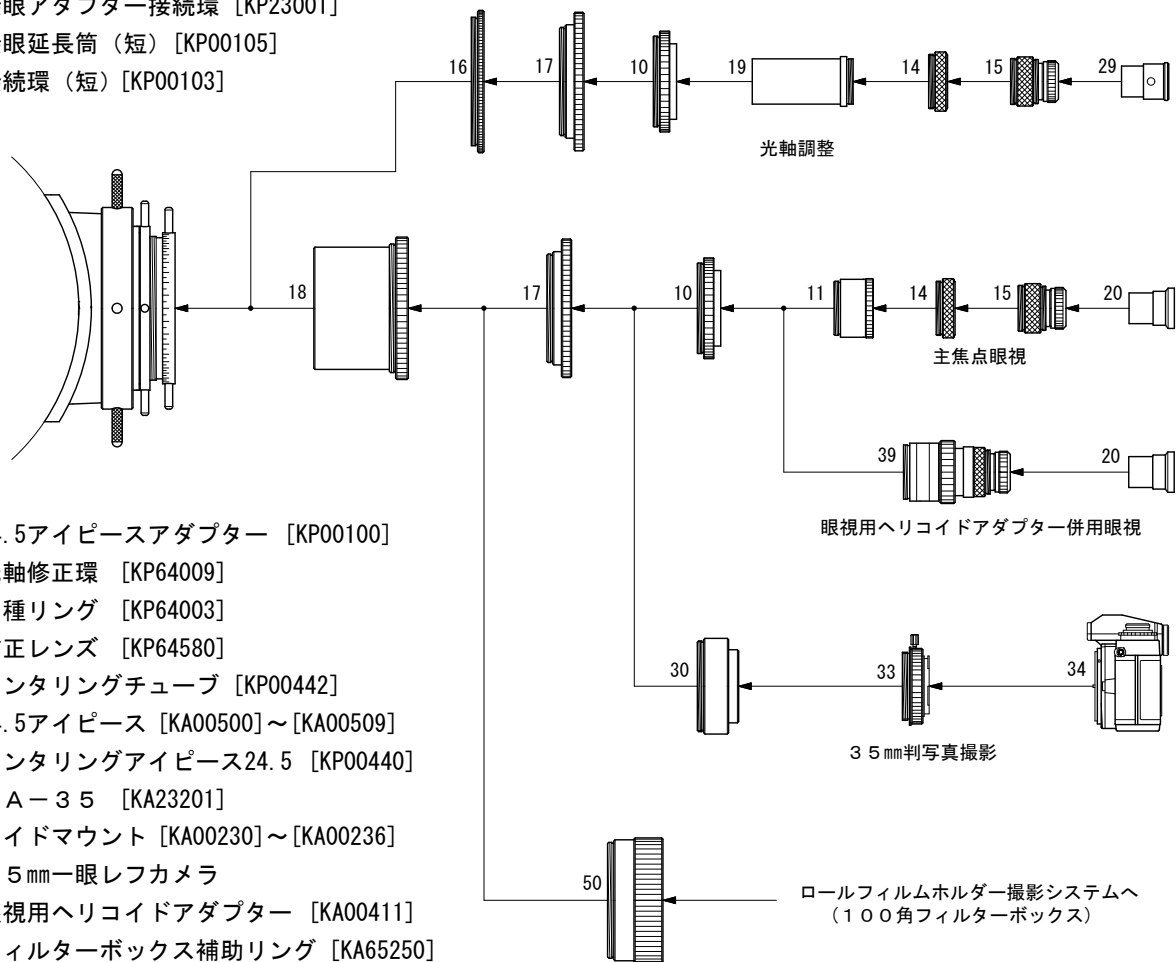 眼アダプター接続環 [KP23001]
眼延長筒（短）[KP00105]
続環（短）[KP00103]
16
17
10
19
14
15
29
光軸調整
18
17
10
11
14
15
20
主焦点眼視
39
20
眼視用ヘリコイドアダプター併用眼視
.5アイピースアダプター [KP00100]
軸修正環 [KP64009]
種リング [KP64003]
正レンズ [KP64580]
ンタリングチューブ [KP00442]
.5アイピース [KA00500]～[KA00509]
ンタリングアイピース24.5 [KP00440]
Ａ－３５ [KA23201]
イドマウント [KA00230]～[KA00236]
５㎜一眼レフカメラ
視用ヘリコイドアダプター [KA00411]
ィルターボックス補助リング [KA65250]
30
33
34
３５㎜判写真撮影
50
ロールフィルムホルダー撮影システムへ
（１００角フィルターボックス）